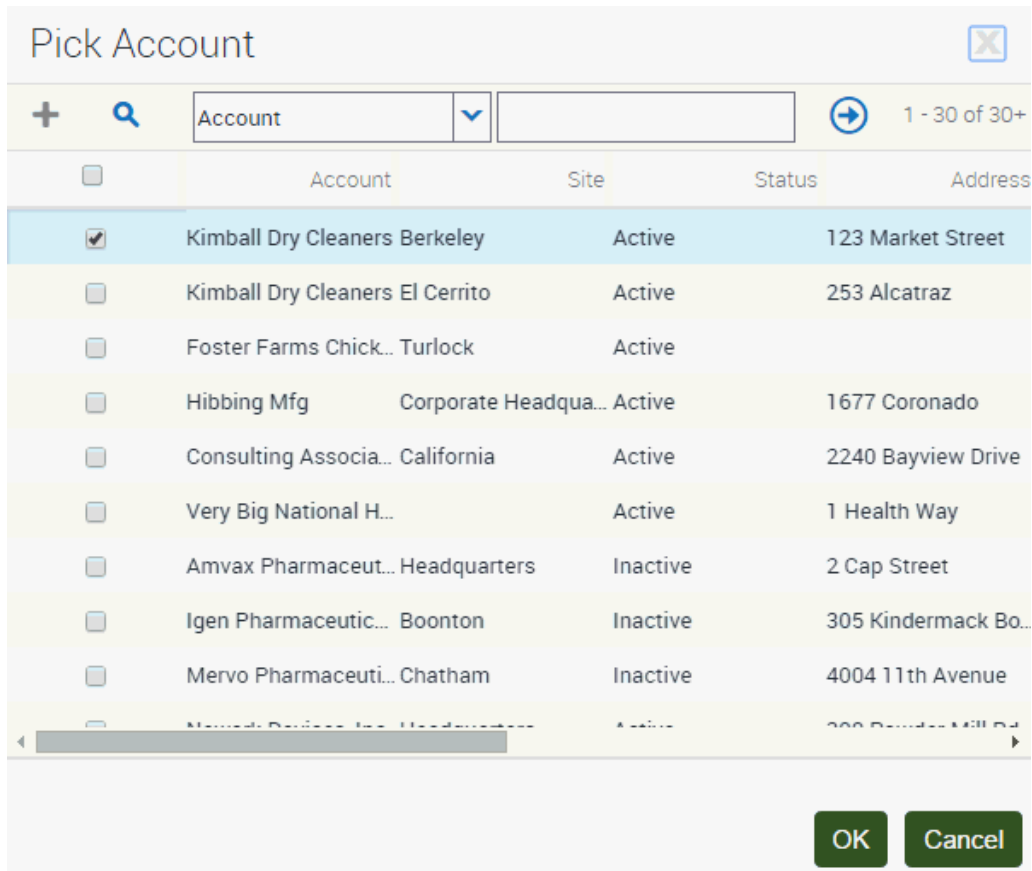 Pick Account
Account 1 - 30 of 30+
Account Site Status Address
Kimball Dry Cleaners Berkeley Active 123 Market Street
Kimball Dry Cleaners El Cerrito Active 253 Alcatraz
Foster Farms Chick... Turlock Active
Hibbing Mfg Corporate Headqua... Active 1677 Coronado
Consulting Associa... California Active 2240 Bayview Drive
Very Big National H... Active 1 Health Way
Amvax Pharmaceut... Headquarters Inactive 2 Cap Street
Igen Pharmaceutic... Boonton Inactive 305 Kindermack Bo...
Mervo Pharmaceuti... Chatham Inactive 4004 11th Avenue
Headquarters Active
OK Cancel